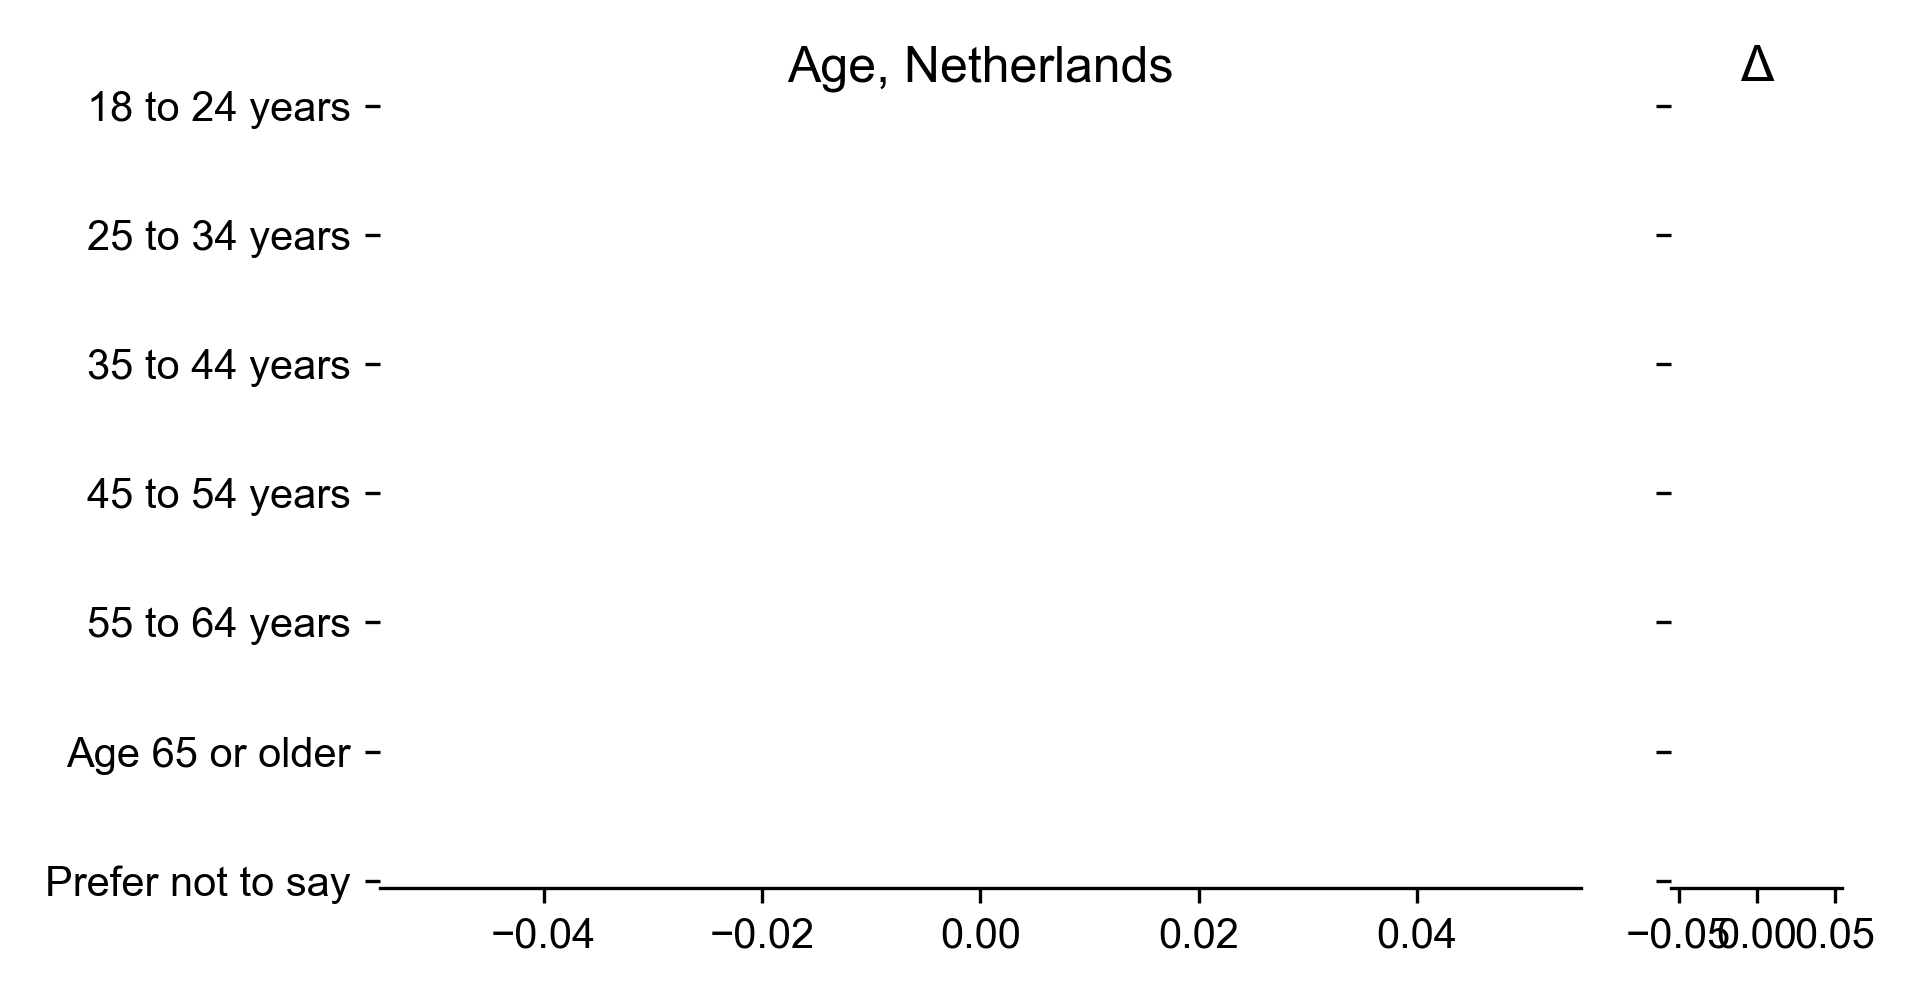 Age, Netherlands
Δ
18 to 24 years
25 to 34 years
35 to 44 years
45 to 54 years
55 to 64 years
Age 65 or older
Prefer not to say
−0.04 −0.02 0.00 0.02 0.04
−0.05 0.00 0.05